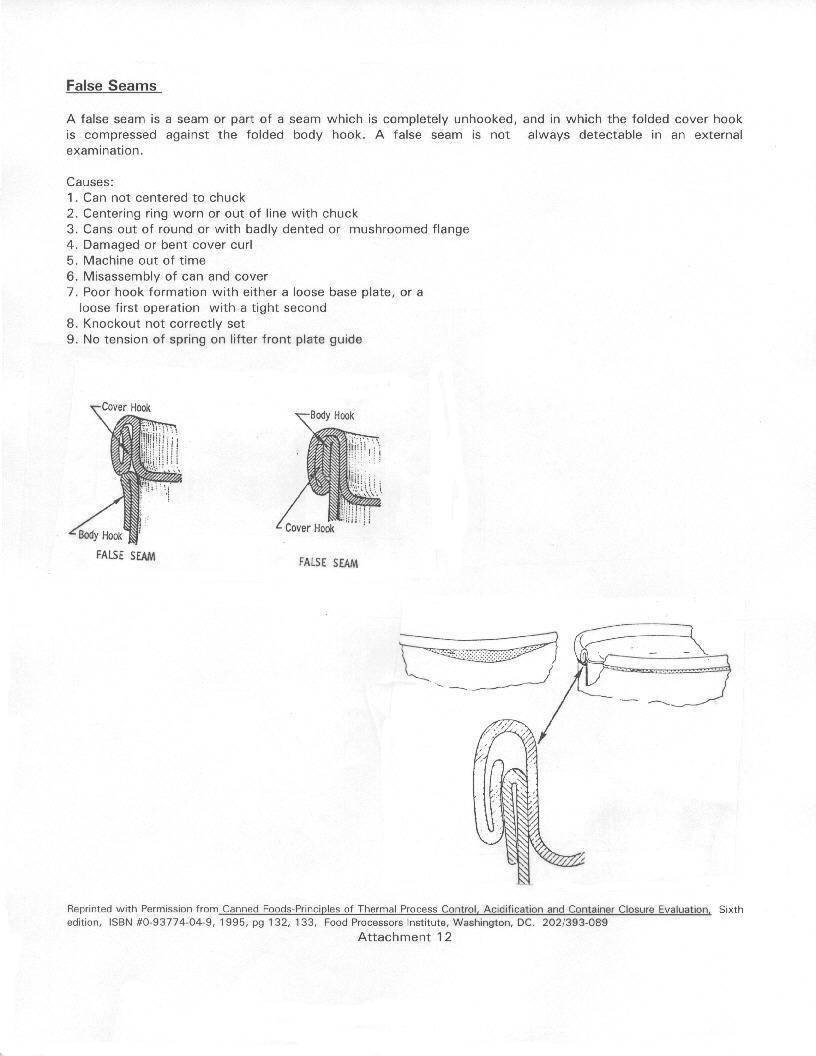 False Seams
A false seam is a seam or part of a seam which is completely unhooked, and in which the folded cover hook
is compressed against the folded body hook. A false seam is not always detectable in an external
examination.
Causes:
1. Can not centered to chuck
2. Centering ring worn or out of line with chuck
3. Cans out of round or with badly dented or mushroomed flange
4. Damaged or bent cover curl
5. Machine out of time
6. Misassembly of can and cover
7. Poor hook formation with either a loose base plate, or a
loose first operation with a tight second
8. Knockout not correctly set
9. No tension of spring on lifter front plate guide
Cover Hook
Body Hook
FALSE SEAM
Body Hook
Cover Hook
FALSE SEAM
Reprinted with Permission from Canned Foods-Principles of Thermal Process Control, Acidification and Container Closure Evaluation, Sixth
edition, ISBN #0-93774-04-9, 1995, pg 132, 133, Food Processors Institute, Washington, DC. 202/393-089
Attachment 12